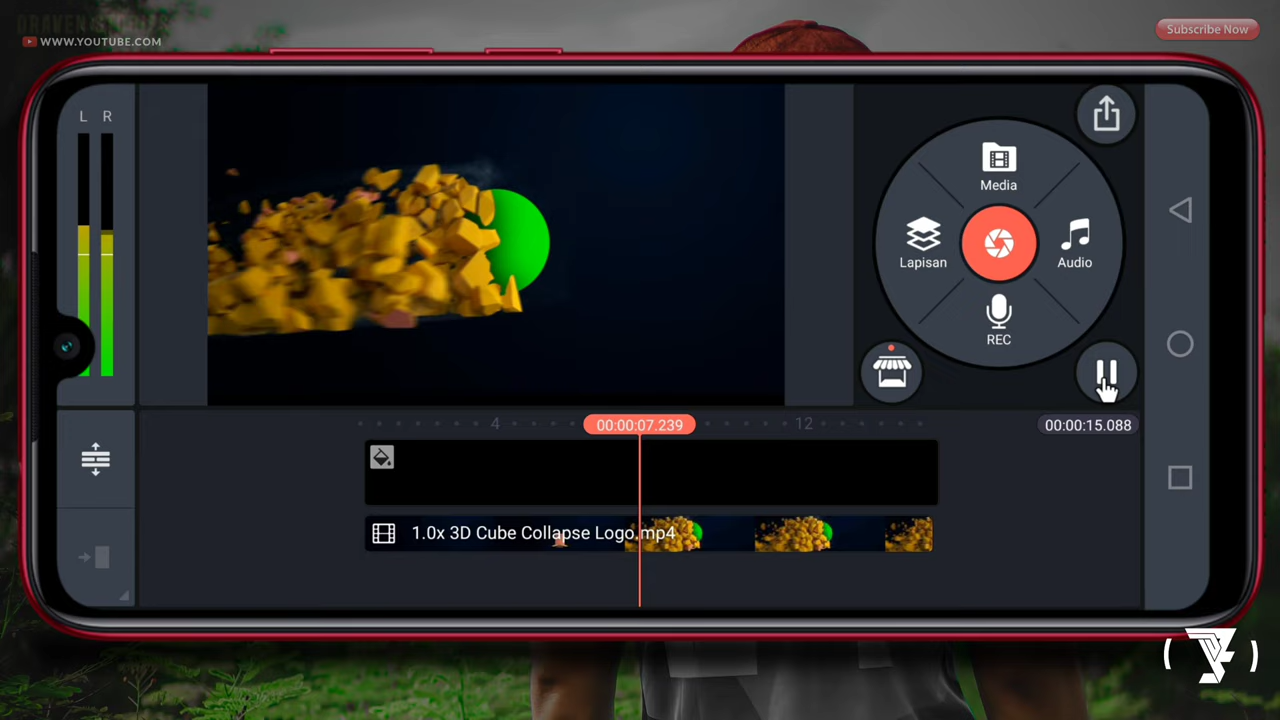 WWW.YOUTUBE.COM
Subscribe Now
L R
Media
Lapisan
Audio
REC
4
00:00:07.239
12
00:00:15.088
1.0x 3D Cube Collapse Logo.mp4